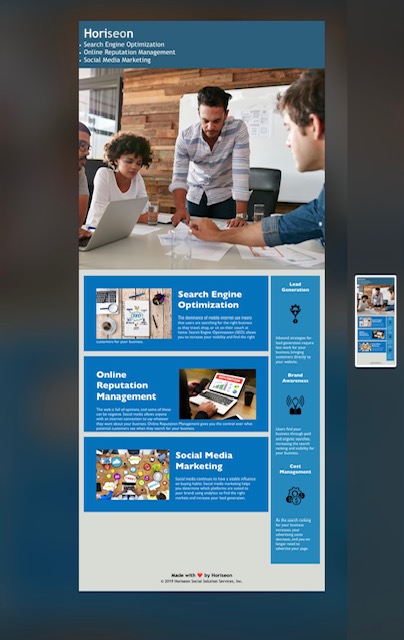 Horiseon
Search Engine Optimization
Online Reputation Management
Social Media Marketing
Search Engine
Optimization
The dominance of mobile internet use means
that users are searching for the right business
as they travel, shop, or sit on their couch at
home. Search Engine Optimization (SEO) allows
you to increase your visibility and find the right
customers for your business.
Online
Reputation
Management
The web is full of opinions, and some of these
can be negative. Social media allows anyone
with an internet connection to say whatever
they want about your business. Online Reputation Management gives you the control over what
potential customers see when they search for your business.
Social Media
Marketing
Social media continues to have a sizable influence
on buying habits. Social media marketing helps
you determine which platforms are suited to
your brand using analytics to find the right
markets and increase your lead generation.
Lead
Generation
Inbound strategies for
lead generation require
less work for your
business, bringing
customers directly to
your website.
Brand
Awareness
Users find your
business through paid
and organic searches,
increasing the search
ranking and visibility for
your business.
Cost
Management
As the search ranking
for your business
increases, your
advertising costs
decrease, and you no
longer need to
advertise your page.
Made with ❤️ by Horiseon
© 2019 Horiseon Social Solution Services, Inc.